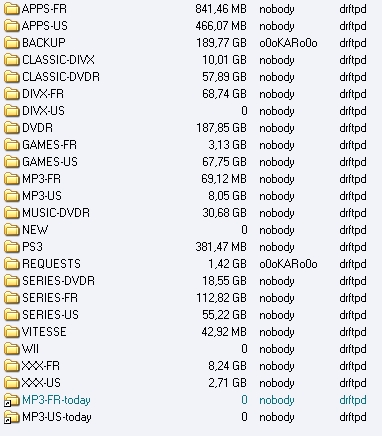 APPS-FR 841,46 MB nobody drftpd
APPS-US 466,07 MB nobody drftpd
BACKUP 189,77 GB o0oKARo0o drftpd
CLASSIC-DIVX 10,01 GB nobody drftpd
CLASSIC-DVDR 57,89 GB nobody drftpd
DIVX-FR 68,74 GB nobody drftpd
DIVX-US 0 nobody drftpd
DVDR 187,85 GB nobody drftpd
GAMES-FR 3,13 GB nobody drftpd
GAMES-US 67,75 GB nobody drftpd
MP3-FR 69,12 MB nobody drftpd
MP3-US 8,05 GB nobody drftpd
MUSIC-DVDR 30,68 GB nobody drftpd
NEW 0 nobody drftpd
PS3 381,47 MB nobody drftpd
REQUESTS 1,42 GB o0oKARo0o drftpd
SERIES-DVDR 18,55 GB nobody drftpd
SERIES-FR 112,82 GB nobody drftpd
SERIES-US 55,22 GB nobody drftpd
VITESSE 42,92 MB nobody drftpd
WII 0 nobody drftpd
XXX-FR 8,24 GB nobody drftpd
XXX-US 2,71 GB nobody drftpd
MP3-FR-today 0 nobody drftpd
MP3-US-today 0 nobody drftpd